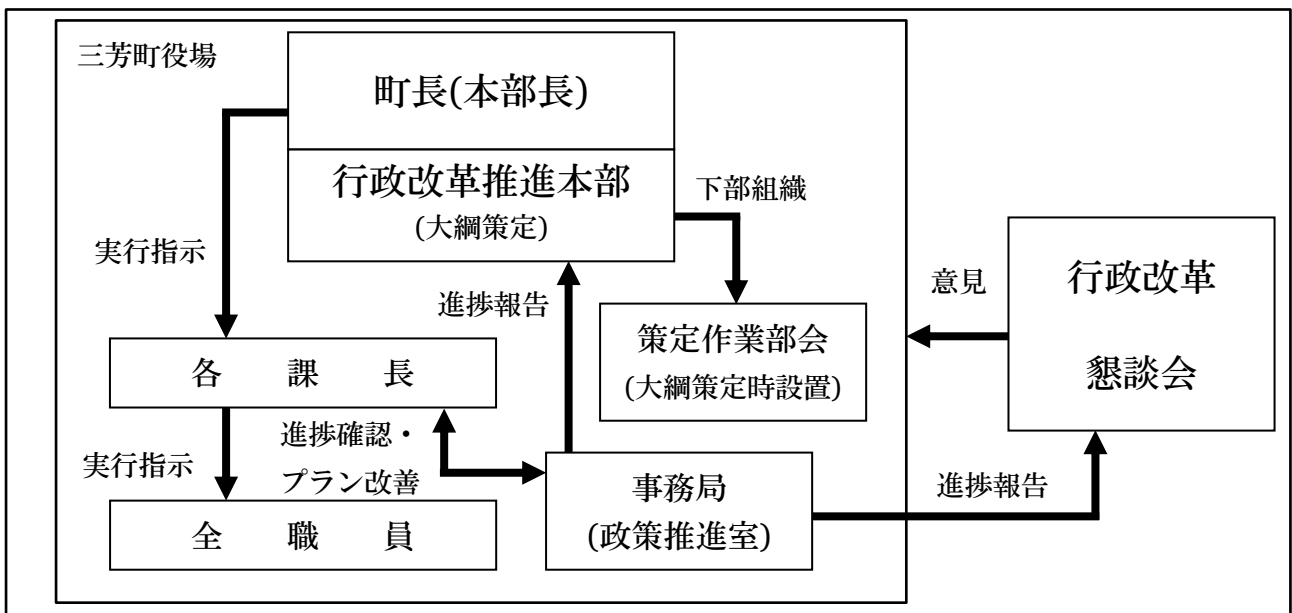 三芳町役場
町長(本部長)
行政改革推進本部
(大綱策定)
下部組織
実行指示
進捗報告
意見
行政改革
懇談会
策定作業部会
(大綱策定時設置)
各 課 長
進捗確認・
プラン改善
実行指示
事務局
(政策推進室)
進捗報告
全 職 員